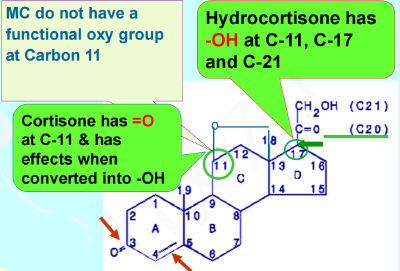 MC do not have a
functional oxy group
at Carbon 11
Hydrocortisone has
-OH at C-11, C-17
and C-21
Cortisone has =O
at C-11 & has
effects when
converted into -OH
CH2OH (C21)
C=O (C20)
O
18
12
11
17
13
16
C
D
14
15
19
1
9
2
10
8
A
B
3
5
7
O
4
6